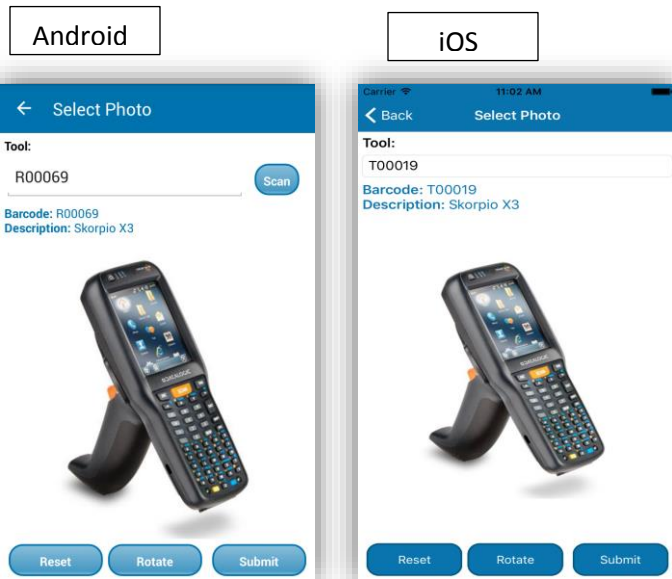 Android
Select Photo
Tool:
R00069
Scan
Barcode: R00069
Description: Skorpio X3
Reset Rotate Submit
iOS
Carrier 11:02 AM
Back Select Photo
Tool:
T00019
Barcode: T00019
Description: Skorpio X3
Reset Rotate Submit